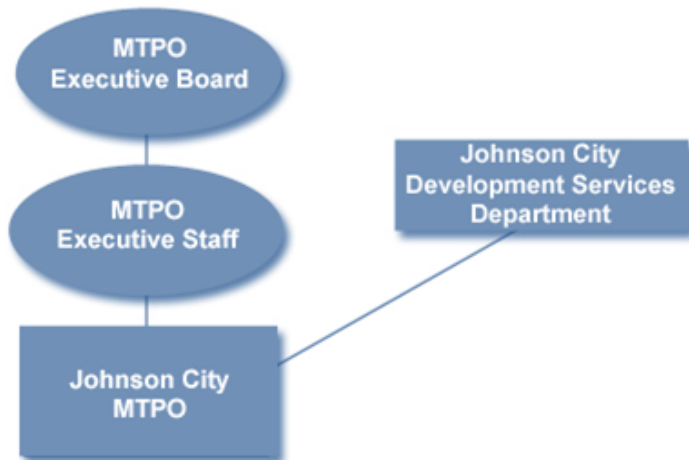 MTPO
Executive Board
MTPO
Executive Staff
Johnson City
Development Services
Department
Johnson City
MTPO